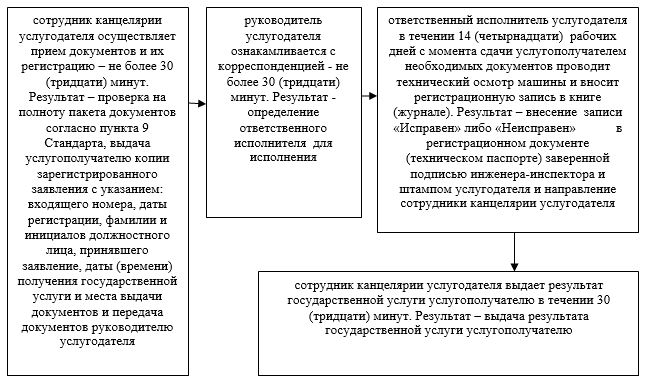 сотрудник канцелярии
услугодателя осуществляет
прием документов и их
регистрацию – не более 30
(тридцати) минут.
Результат – проверка на
полноту пакета документов
согласно пункта 9
Стандарта, выдача
услугополучателю копии
зарегистрированного
заявления с указанием:
входящего номера, даты
регистрации, фамилии и
инициалов должностного
лица, принявшего
заявление, даты (времени)
получения государственной
услуги и места выдачи
документов и передача
документов руководителю
услугодателя
руководитель
услугодателя
ознакамливается с
корреспонденцией - не
более 30 (тридцати)
минут. Результат -
определение
ответственного
исполнителя для
исполнения
ответственный исполнитель услугодателя
в течении 14 (четырнадцати) рабочих
дней с момента сдачи услугополучателем
необходимых документов проводит
технический осмотр машины и вносит
регистрационную запись в книге
(журнале). Результат – внесение записи
«Исправен» либо «Неисправен» в
регистрационном документе
(техническом паспорте) заверенной
подписью инженера-инспектора и
штампом услугодателя и направление
сотрудники канцелярии услугодателя
сотрудник канцелярии услугодателя выдает результат
государственной услуги услугополучателю в течении 30
(тридцати) минут. Результат – выдача результата
государственной услуги услугополучателю